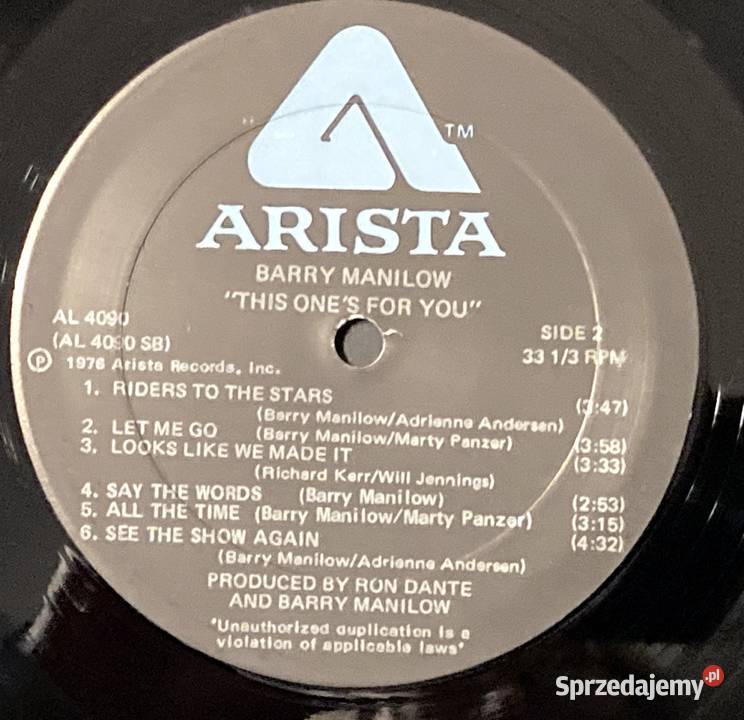 TM
ARISTA
BARRY MANILOW
"THIS ONE'S FOR YOU"
AL 4090
(AL 4090 SB)
Ⓟ 1976 Arista Records, Inc.
SIDE 2
33 1/3 RPM
1. RIDERS TO THE STARS
(Barry Manilow/Adrienne Andersen) (3:47)
2. LET ME GO (Barry Manilow/Marty Panzer) (3:58)
3. LOOKS LIKE WE MADE IT (3:33)
(Richard Kerr/Will Jennings)
4. SAY THE WORDS (Barry Manilow) (2:53)
5. ALL THE TIME (Barry Manilow/Marty Panzer) (3:15)
6. SEE THE SHOW AGAIN (4:32)
(Barry Manilow/Adrienne Andersen)
PRODUCED BY RON DANTE
AND BARRY MANILOW
"Unauthorized duplication is a
violation of applicable laws"
Sprzedajemy.pl